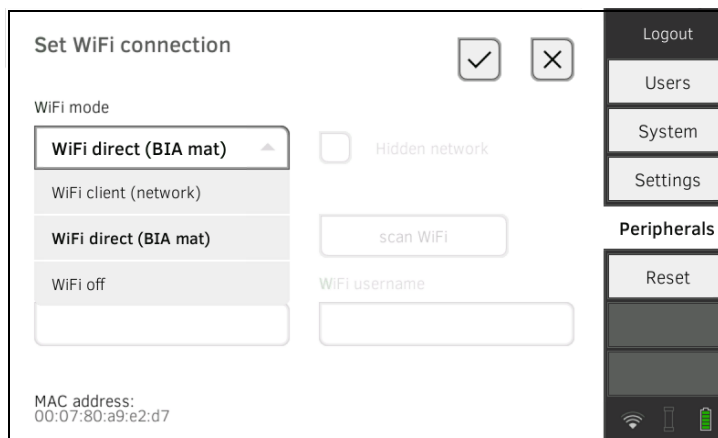 Set WiFi connection
Logout
Users
WiFi mode
System
WiFi direct (BIA mat)
Hidden network
WiFi client (network)
Settings
WiFi direct (BIA mat)
scan WiFi
Peripherals
WiFi off
WiFi username
Reset
MAC address:
00:07:80:a9:e2:d7